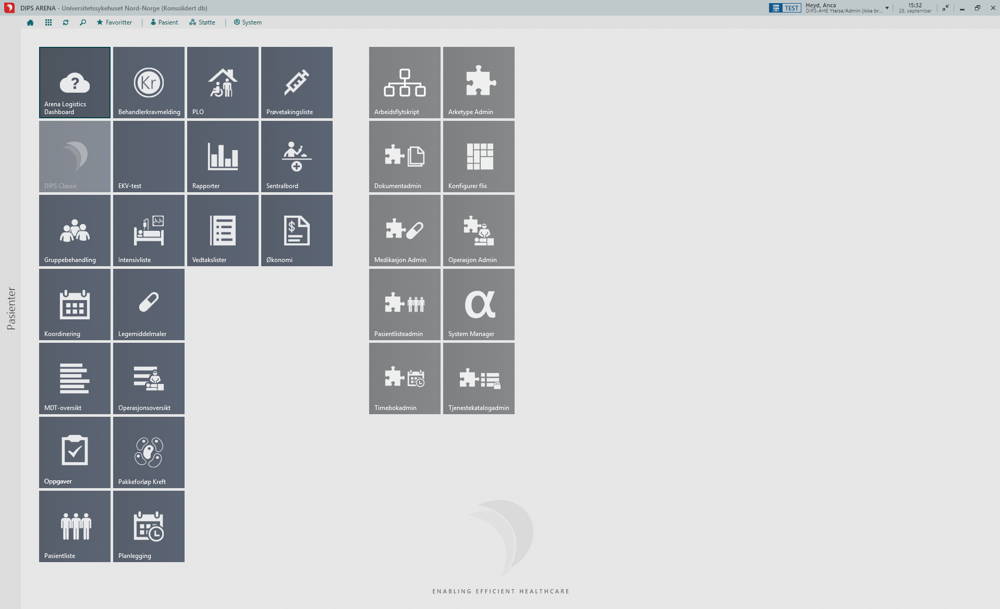 DIPS ARENA - Universitetssykehuset Nord-Norge (Konsolidert db)
TEST
Heyd, Anca
DIPS-AHE Ytelse/Admin (ikke br...
15:32
28. september
Favoritter
Pasient
Støtte
System
Pasienter
Arena Logistics
Dashboard
Kr
Behandlerkravmelding
PLO
Prøvetakingsliste
Arbeidsflytskript
Arketype Admin
DIPS Classic
EKV-test
Rapporter
Sentralbord
Dokumentadmin
Konfigurer flis
Gruppebehandling
Intensivliste
Vedtakslister
$
Økonomi
Medikasjon Admin
Operasjon Admin
Koordinering
Legemiddelmaler
Pasientlisteadmin
α
System Manager
MDT-oversikt
Operasjonsoversikt
Timebokadmin
Tjenestekatalogadmin
Oppgaver
Pakkeforløp Kreft
Pasientliste
Planlegging
ENABLING EFFICIENT HEALTHCARE